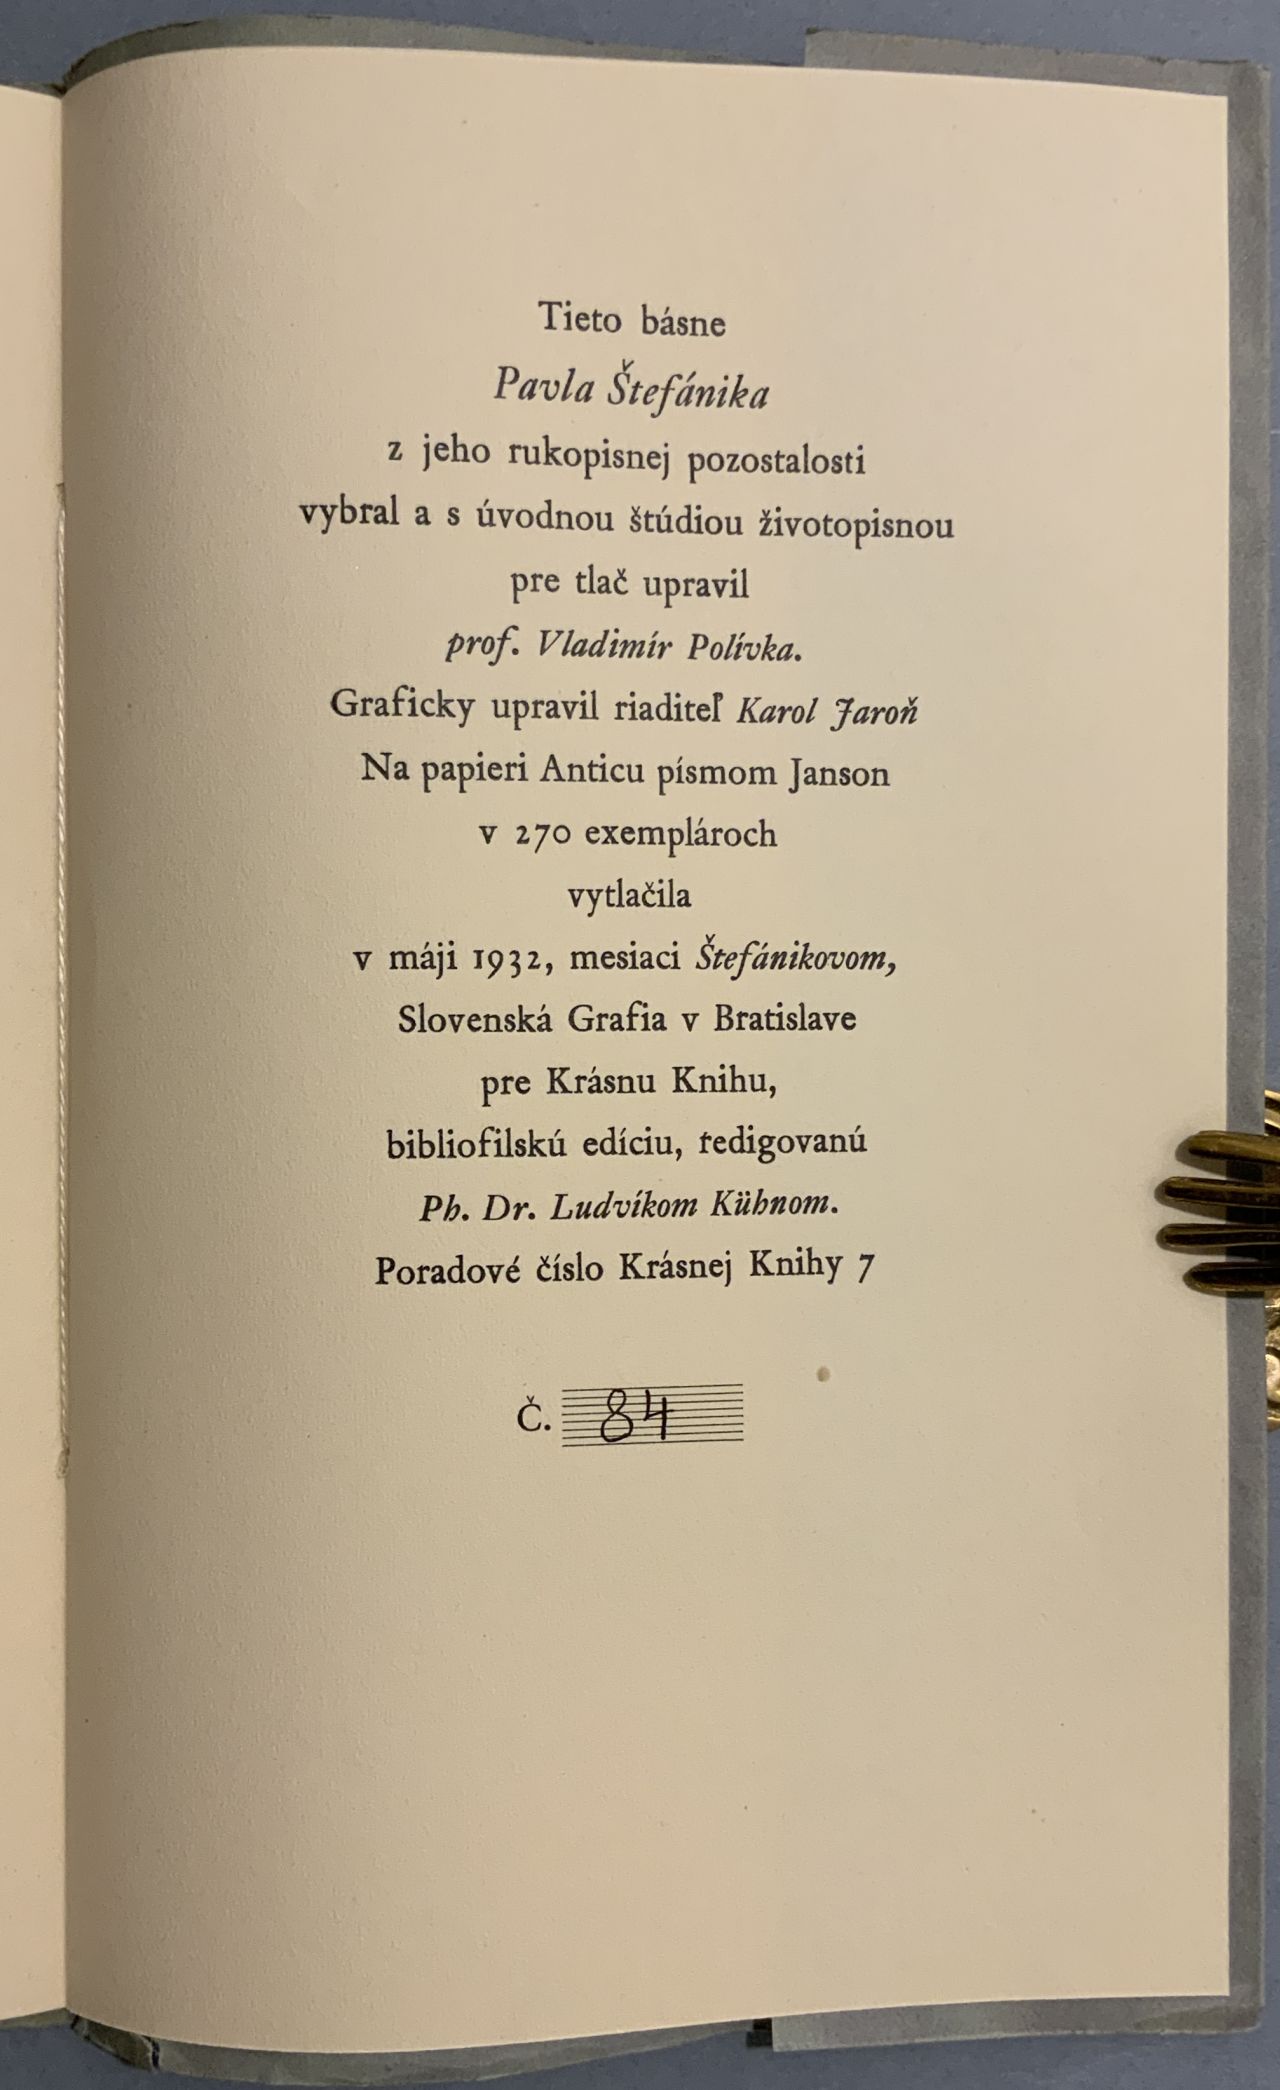 Tieto básne
Pavla Štefánika
z jeho rukopisnej pozostalosti
vybral a s úvodnou štúdiou životopisnou
pre tlač upravil
prof. Vladimír Polívka.
Graficky upravil riaditeľ Karol Jaroň
Na papieri Anticu písmom Janson
v 270 exemplároch
vytlačila
v máji 1932, mesiaci Štefánikovom,
Slovenská Grafia v Bratislave
pre Krásnu Knihu,
bibliofilskú edíciu, redigovanú
Ph. Dr. Ludvíkom Kühnom.
Poradové číslo Krásnej Knihy 7
Č. 84